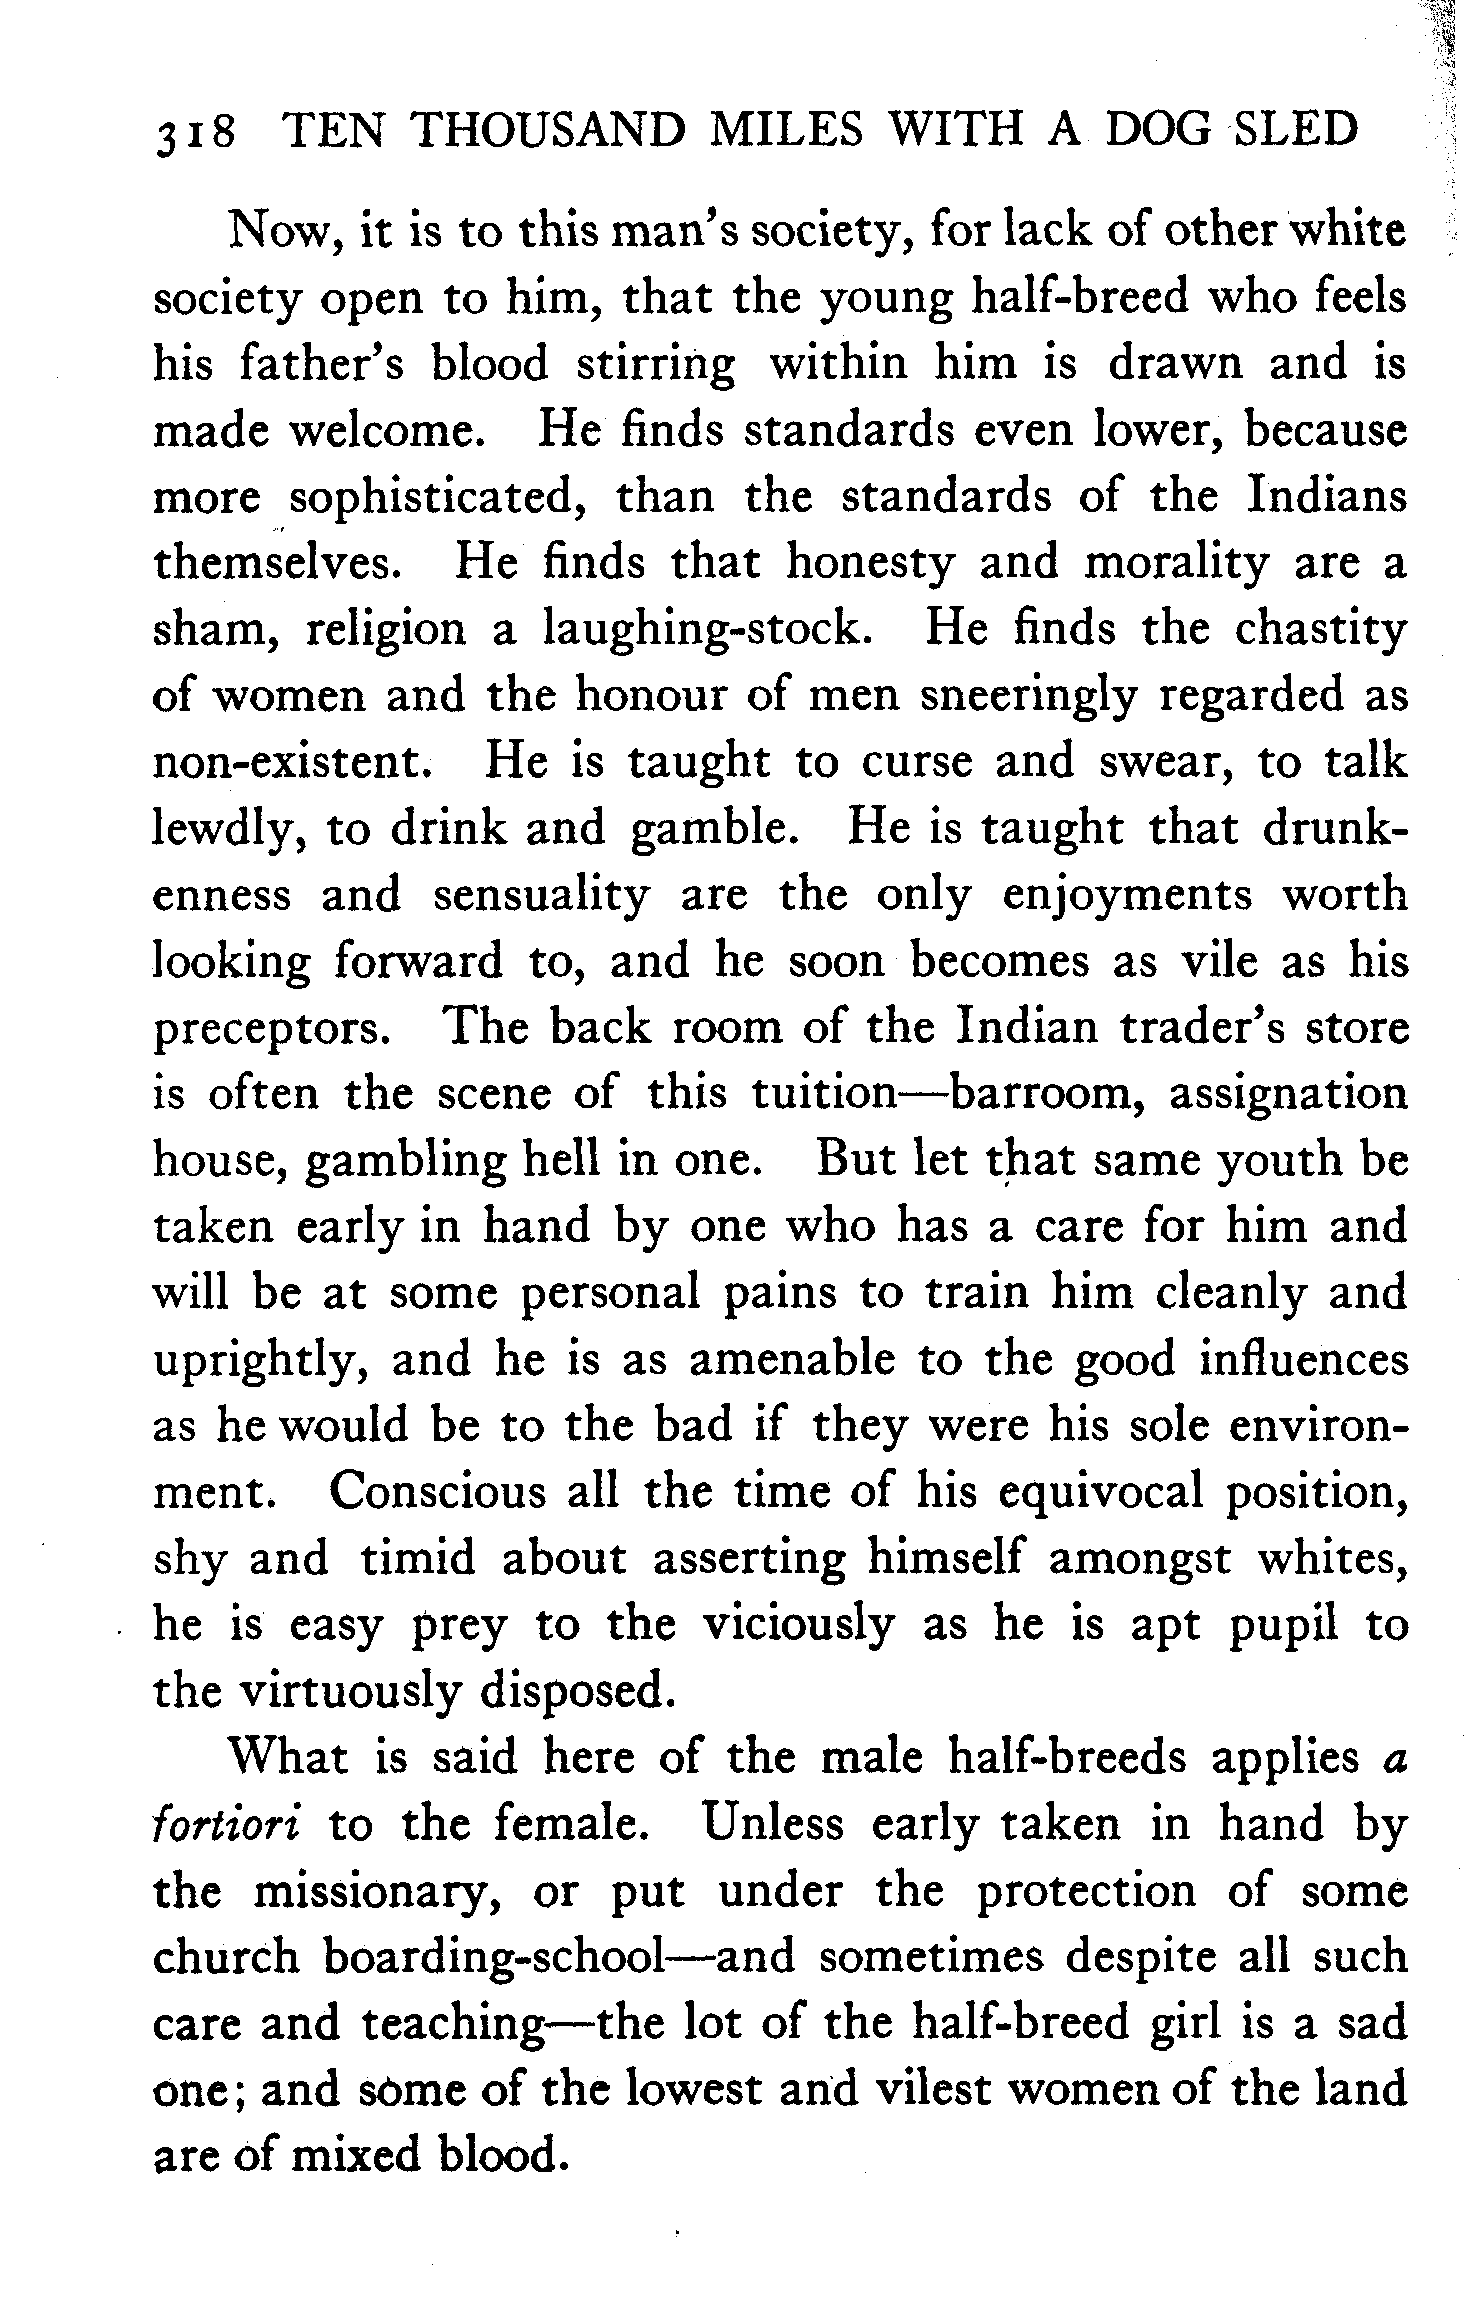 318 TEN THOUSAND MILES WITH A DOG SLED
Now, it is to this man's society, for lack of other white
society open to him, that the young half-breed who feels
his father's blood stirring within him is drawn and is
made welcome. He finds standards even lower, because
more sophisticated, than the standards of the Indians
themselves. He finds that honesty and morality are a
sham, religion a laughing-stock. He finds the chastity
of women and the honour of men sneeringly regarded as
non-existent. He is taught to curse and swear, to talk
lewdly, to drink and gamble. He is taught that drunk-
enness and sensuality are the only enjoyments worth
looking forward to, and he soon becomes as vile as his
preceptors. The back room of the Indian trader's store
is often the scene of this tuition—barroom, assignation
house, gambling hell in one. But let that same youth be
taken early in hand by one who has a care for him and
will be at some personal pains to train him cleanly and
uprightly, and he is as amenable to the good influences
as he would be to the bad if they were his sole environ-
ment. Conscious all the time of his equivocal position,
shy and timid about asserting himself amongst whites,
he is easy prey to the viciously as he is apt pupil to
the virtuously disposed.
What is said here of the male half-breeds applies a
fortiori to the female. Unless early taken in hand by
the missionary, or put under the protection of some
church boarding-school—and sometimes despite all such
care and teaching—the lot of the half-breed girl is a sad
one; and some of the lowest and vilest women of the land
are of mixed blood.